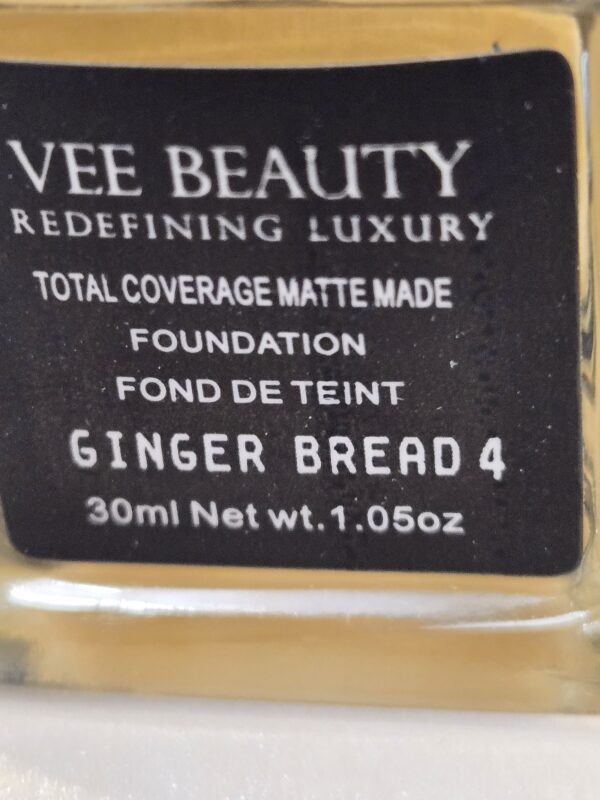 VEE BEAUTY
REDEFINING LUXURY
TOTAL COVERAGE MATTE MADE
FOUNDATION
FOND DE TEINT
GINGER BREAD 4
30ml Net wt.1.05oz